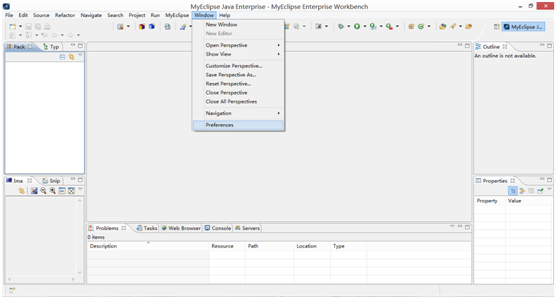 MyEclipse Java Enterprise - MyEclipse Enterprise Workbench
File Edit Source Refactor Navigate Search Project Run MyEclipse Window Help
MyEclipse J...
New Window
New Editor
Open Perspective
Show View
Customize Perspective...
Save Perspective As...
Reset Perspective...
Close Perspective
Close All Perspectives
Navigation
Preferences
Pack Typ
Outline
An outline is not available.
Ima Snip
Properties
Property Value
Problems Tasks Web Browser Console Servers
0 items
Description Resource Path Location Type